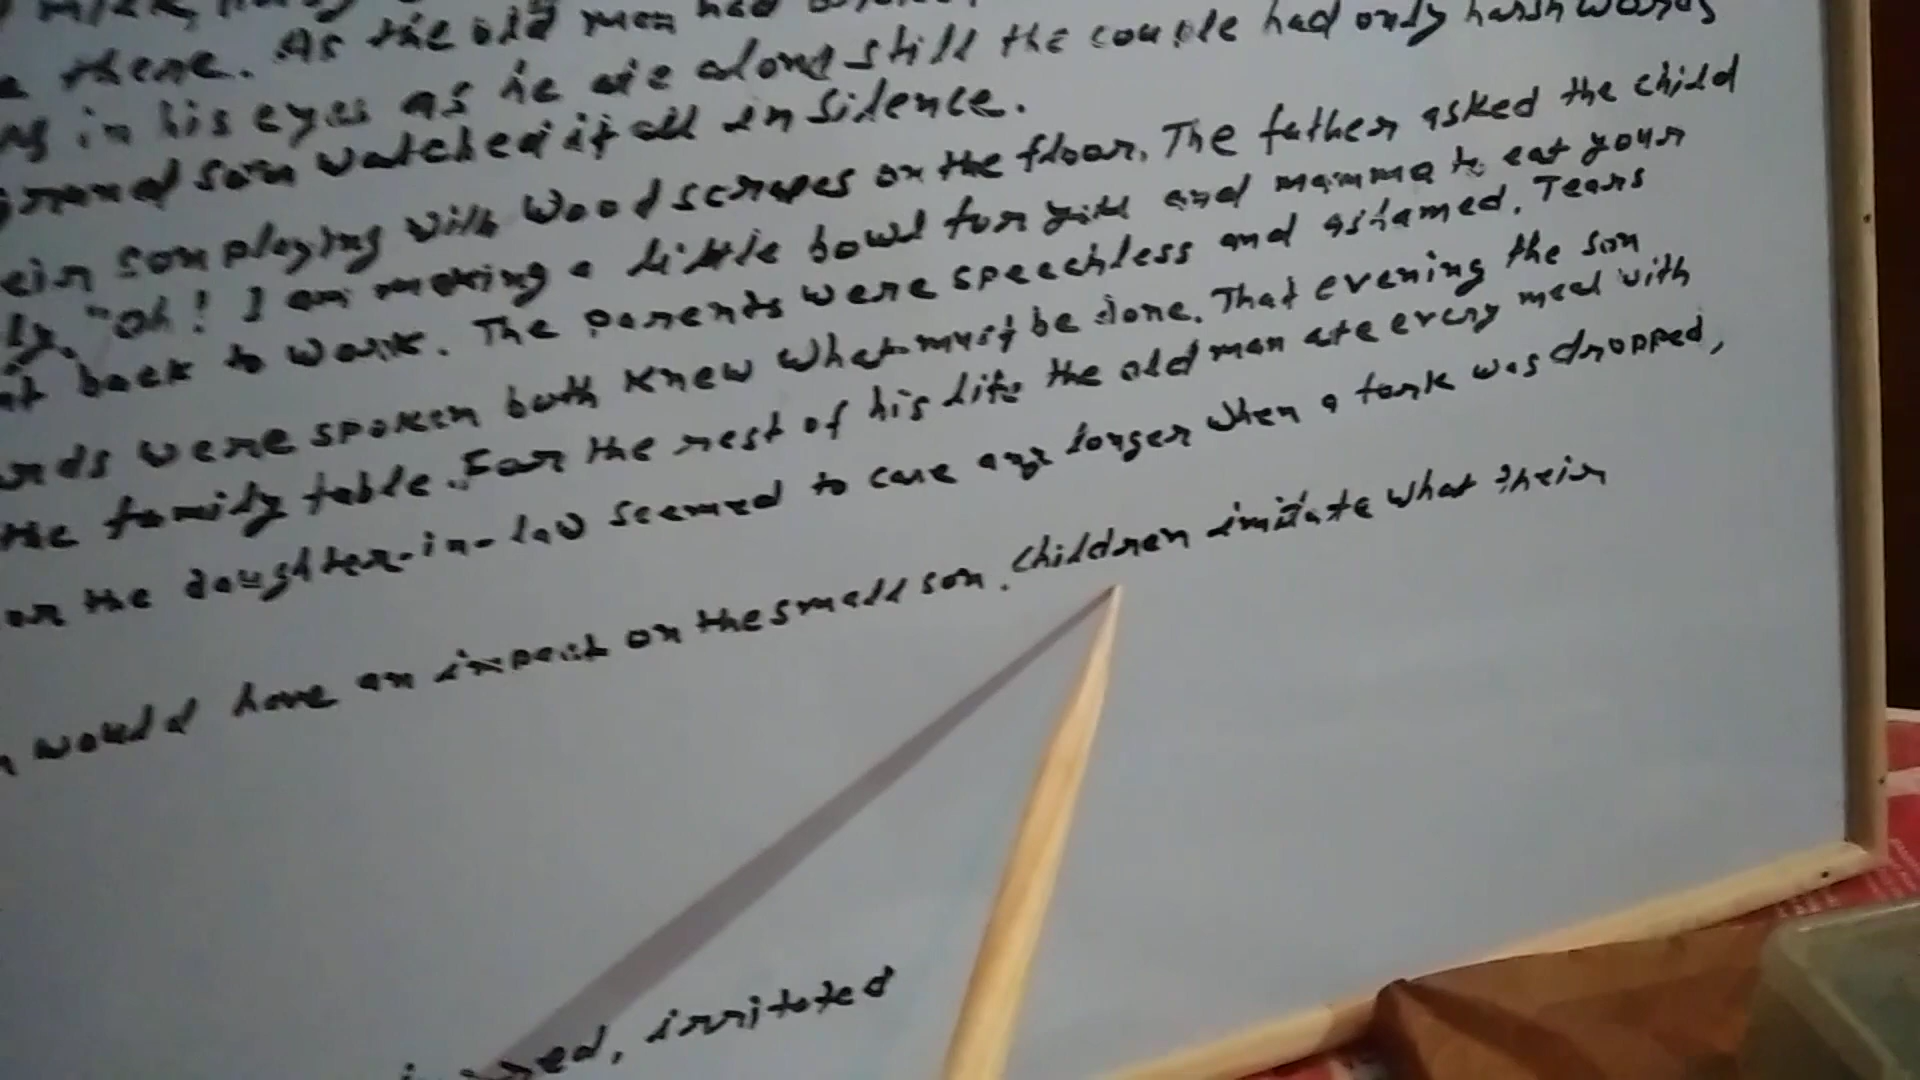 there. As the old man had
in his eyes as he ate alone still the couple had only harsh words
grand son watched it all in silence.
son playing with wood scrapes on the floor. The father asked the child
"oh! I am making a little bowl for you and mamma to eat your
back to work. The parents were speechless and ashamed. Tears
were spoken both knew what must be done. That evening the son
the family table. For the rest of his life the old man ate every meal with
or the daughter-in-law seemed to care any longer when a fork was dropped,
would have an impact on the small son. children imitate what their
irritated